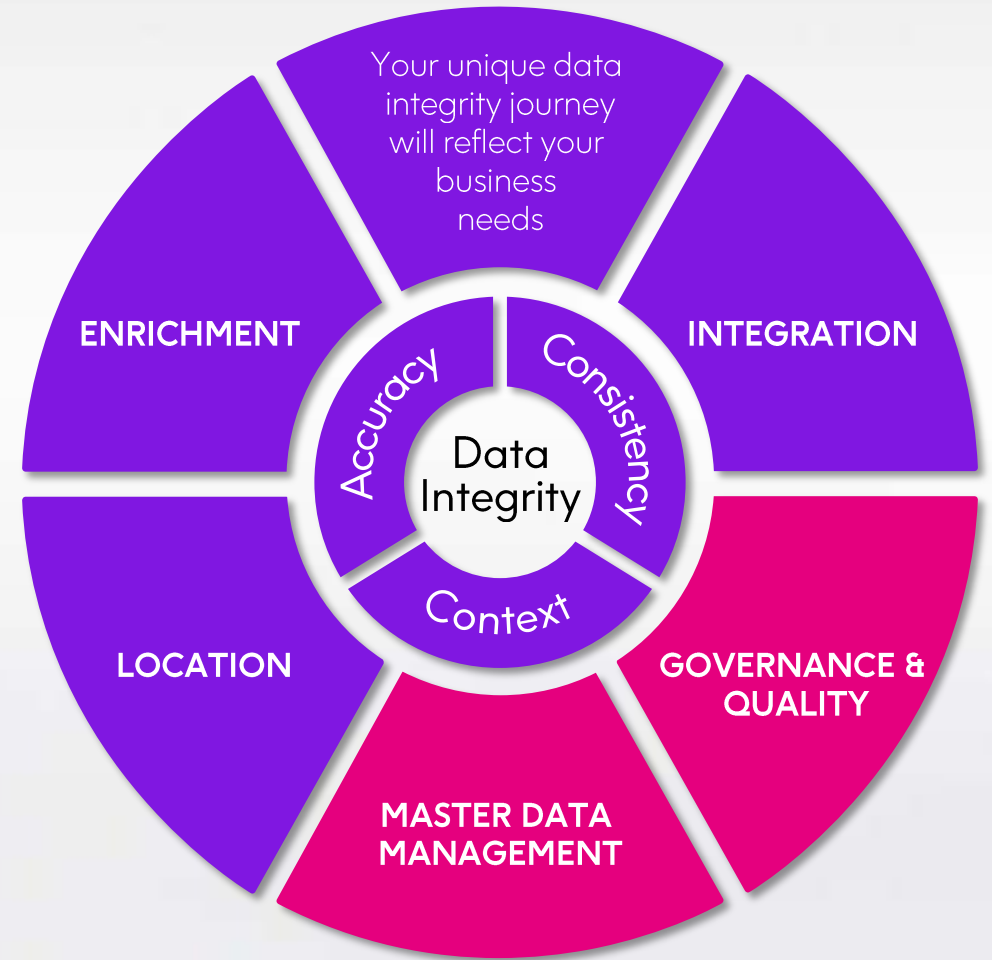 Your unique data
integrity journey
will reflect your
business
needs
ENRICHMENT
INTEGRATION
Accuracy
Consistency
Data
Integrity
Context
LOCATION
GOVERNANCE &
QUALITY
MASTER DATA
MANAGEMENT